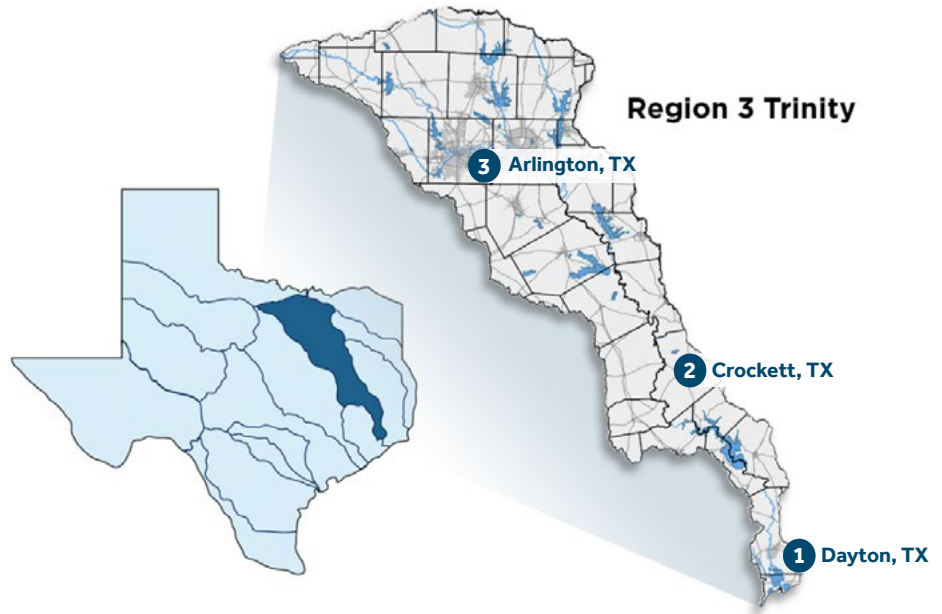 Region 3 Trinity
3 Arlington, TX
2 Crockett, TX
1 Dayton, TX